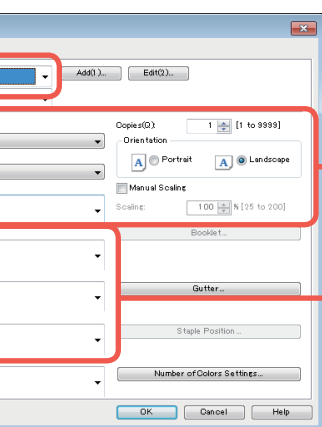 Add(1)...
Edit(2)...
Copies(Q):
1
[1 to 9999]
Orientation
A
Portrait
A
Landscape
Manual Scaling
Scaling:
100
% [25 to 200]
Booklet...
Gutter...
Staple Position...
Number of Colors Settings...
OK
Cancel
Help